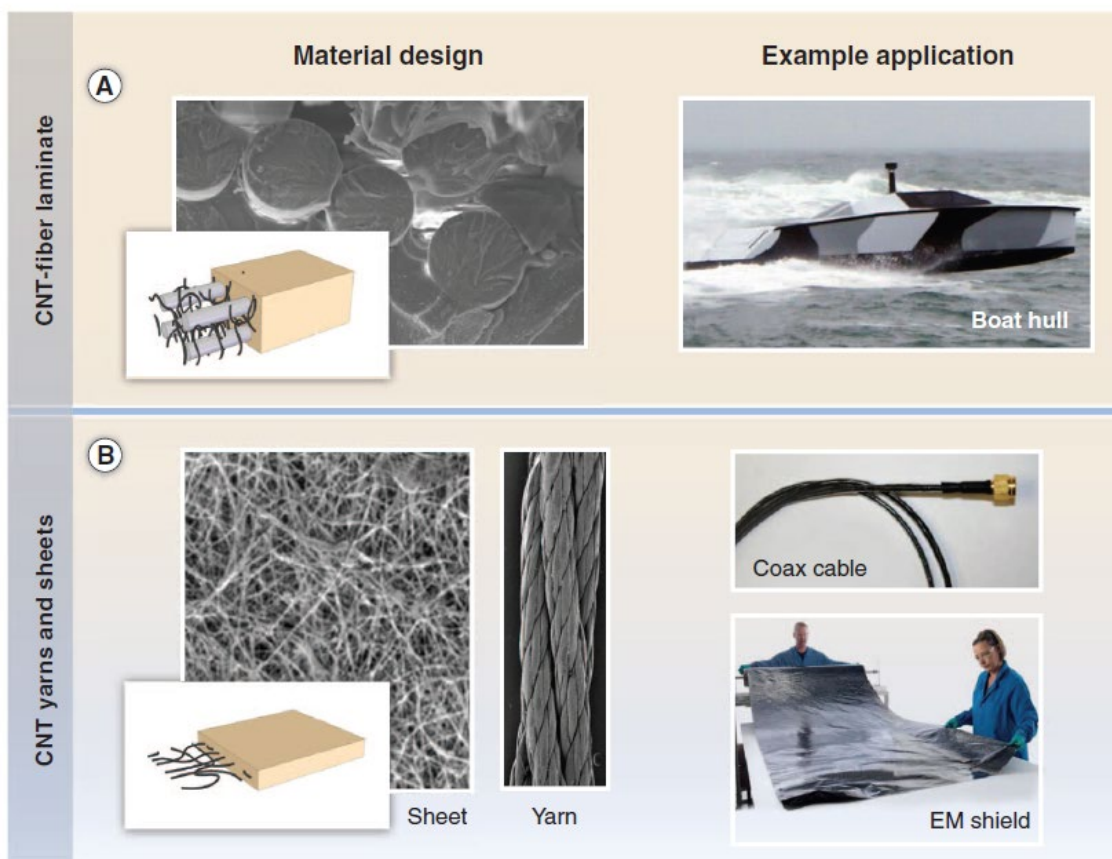 Material design
Example application
CNT-fiber laminate
A
Boat hull
CNT yarns and sheets
B
Coax cable
Sheet
Yarn
EM shield